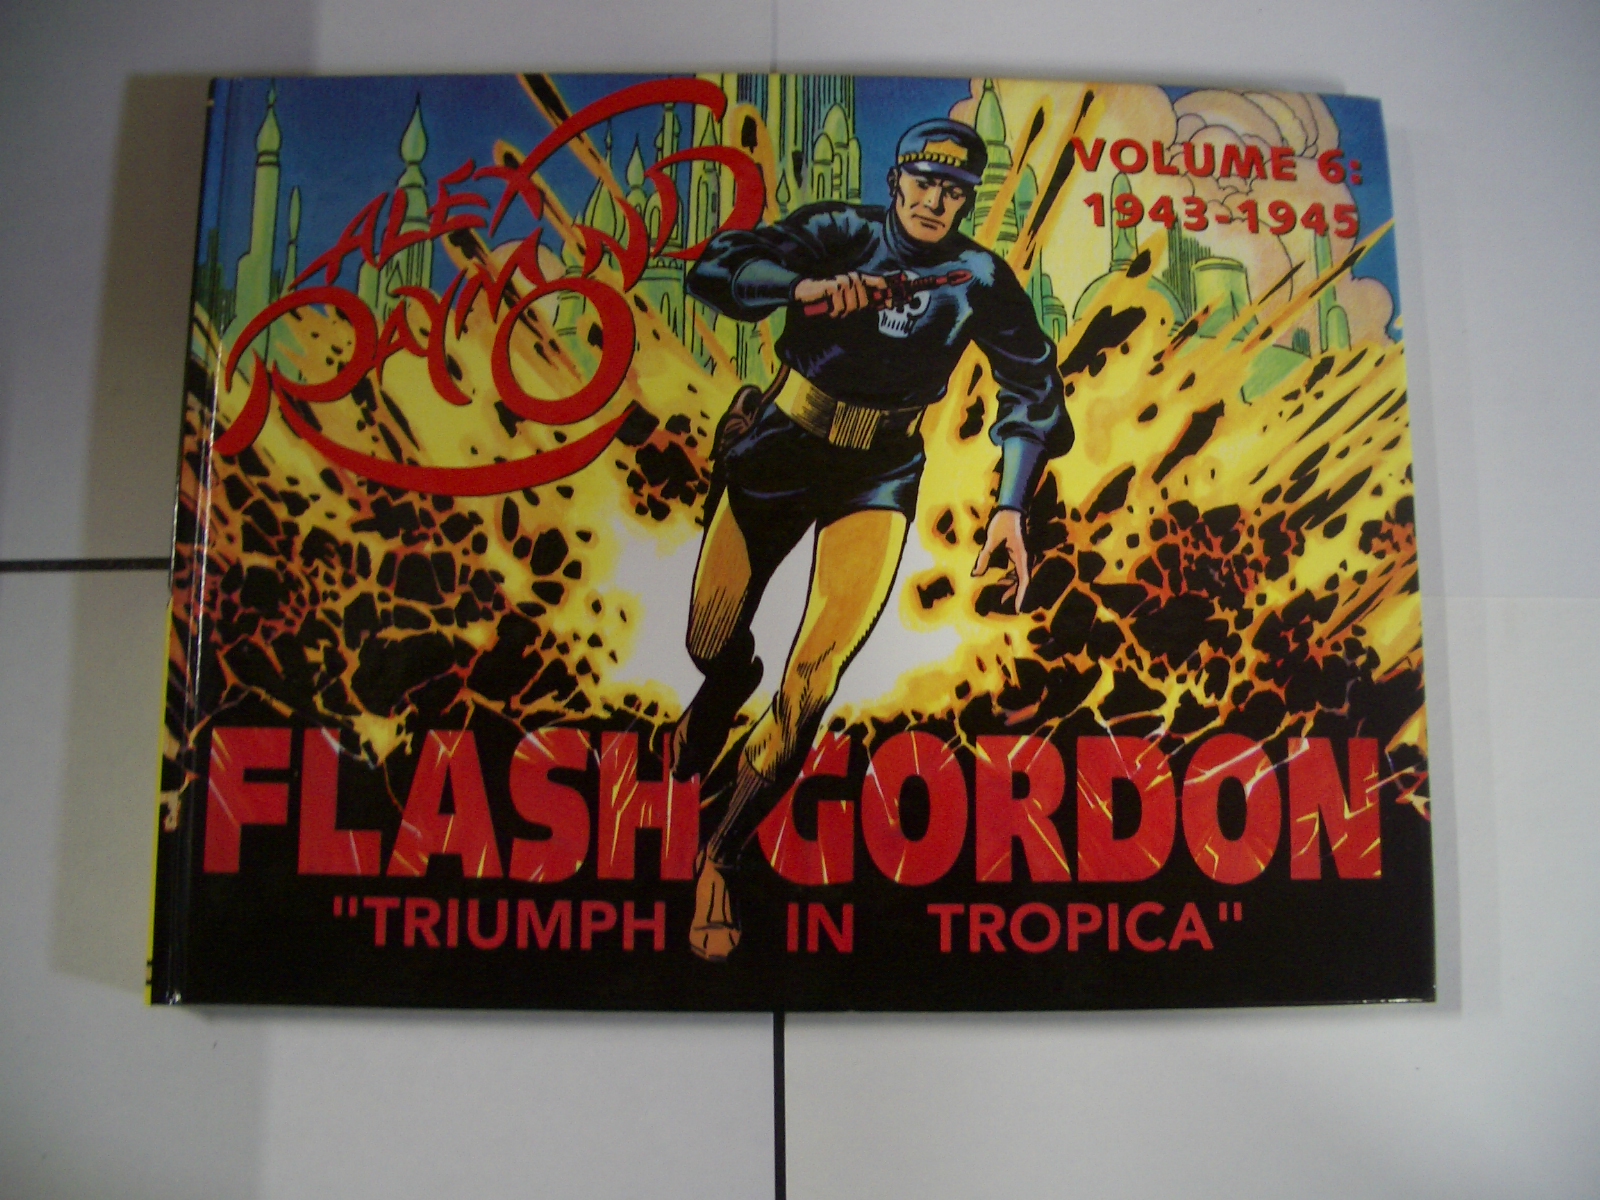 ALEX
RAYMOND
VOLUME 6:
1943-1945
FLASH GORDON
"TRIUMPH IN TROPICA"